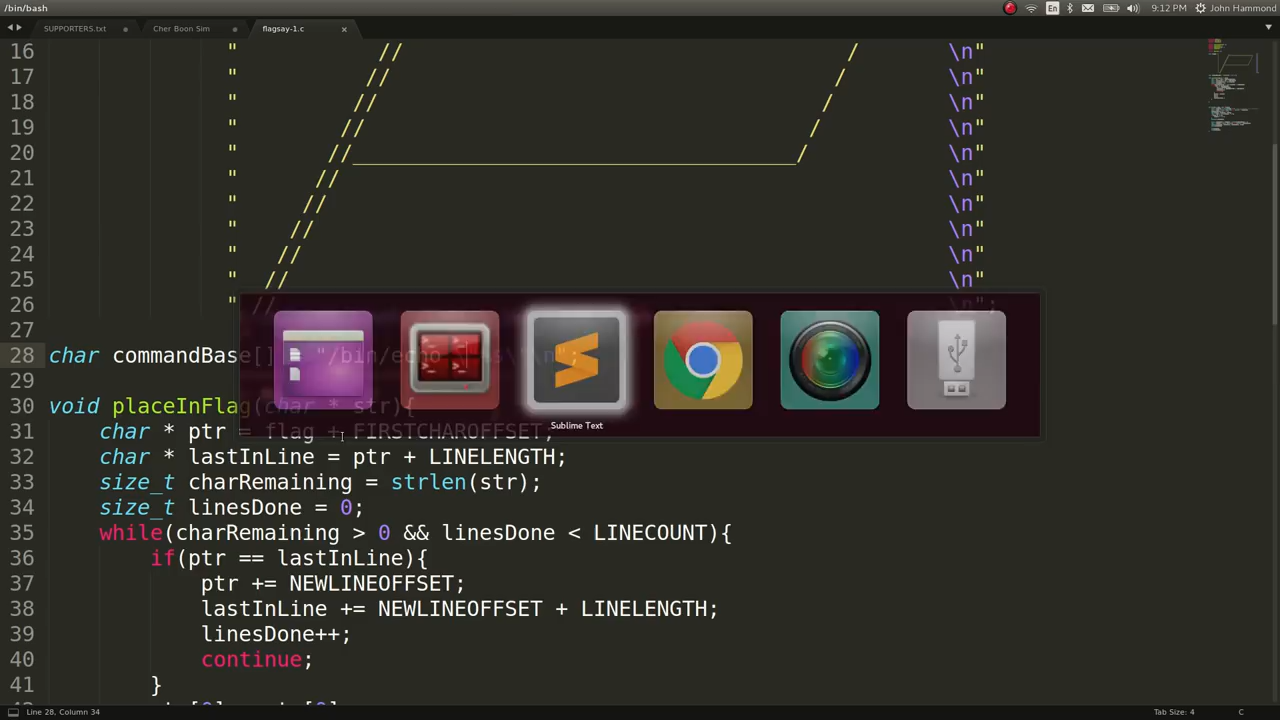 /bin/bash
En
9:12 PM
John Hammond
SUPPORTERS.txt
Cher Boon Sim
flagsay-1.c
16 " // / \n"
17 " // / \n"
18 " // / \n"
19 " // / \n"
20 " //___________________________________/ \n"
21 " // \n"
22 " // \n"
23 " // \n"
24 " // \n"
25 " // \n"
26 " // \n";
27
28 char commandBase[] "/bin/echo
Sublime Text
29
30 void placeInFlag(char * str){
31 char * ptr = flag + FIRSTCHAROFFSET;
32 char * lastInLine = ptr + LINELENGTH;
33 size_t charRemaining = strlen(str);
34 size_t linesDone = 0;
35 while(charRemaining > 0 && linesDone < LINECOUNT){
36 if(ptr == lastInLine){
37 ptr += NEWLINEOFFSET;
38 lastInLine += NEWLINEOFFSET + LINELENGTH;
39 linesDone++;
40 continue;
41 }
Line 28, Column 34
Tab Size: 4
C